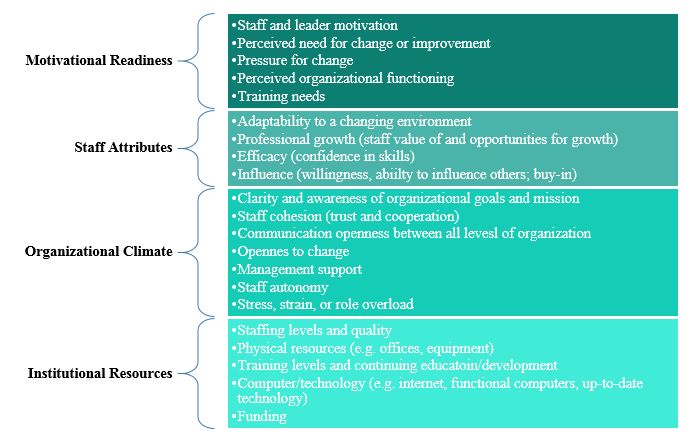 Motivational Readiness
•Staff and leader motivation
•Perceived need for change or improvement
•Pressure for change
•Perceived organizational functioning
•Training needs
Staff Attributes
•Adaptability to a changing environment
•Professional growth (staff value of and opportunities for growth)
•Efficacy (confidence in skills)
•Influence (willingness, abiilty to influence others; buy-in)
Organizational Climate
•Clarity and awareness of organizational goals and mission
•Staff cohesion (trust and cooperation)
•Communication openness between all levesl of organization
•Opennes to change
•Management support
•Staff autonomy
•Stress, strain, or role overload
Institutional Resources
•Staffing levels and quality
•Physical resources (e.g. offices, equipment)
•Training levels and continuing educatoin/development
•Computer/technology (e.g. internet, functional computers, up-to-date
technology)
•Funding